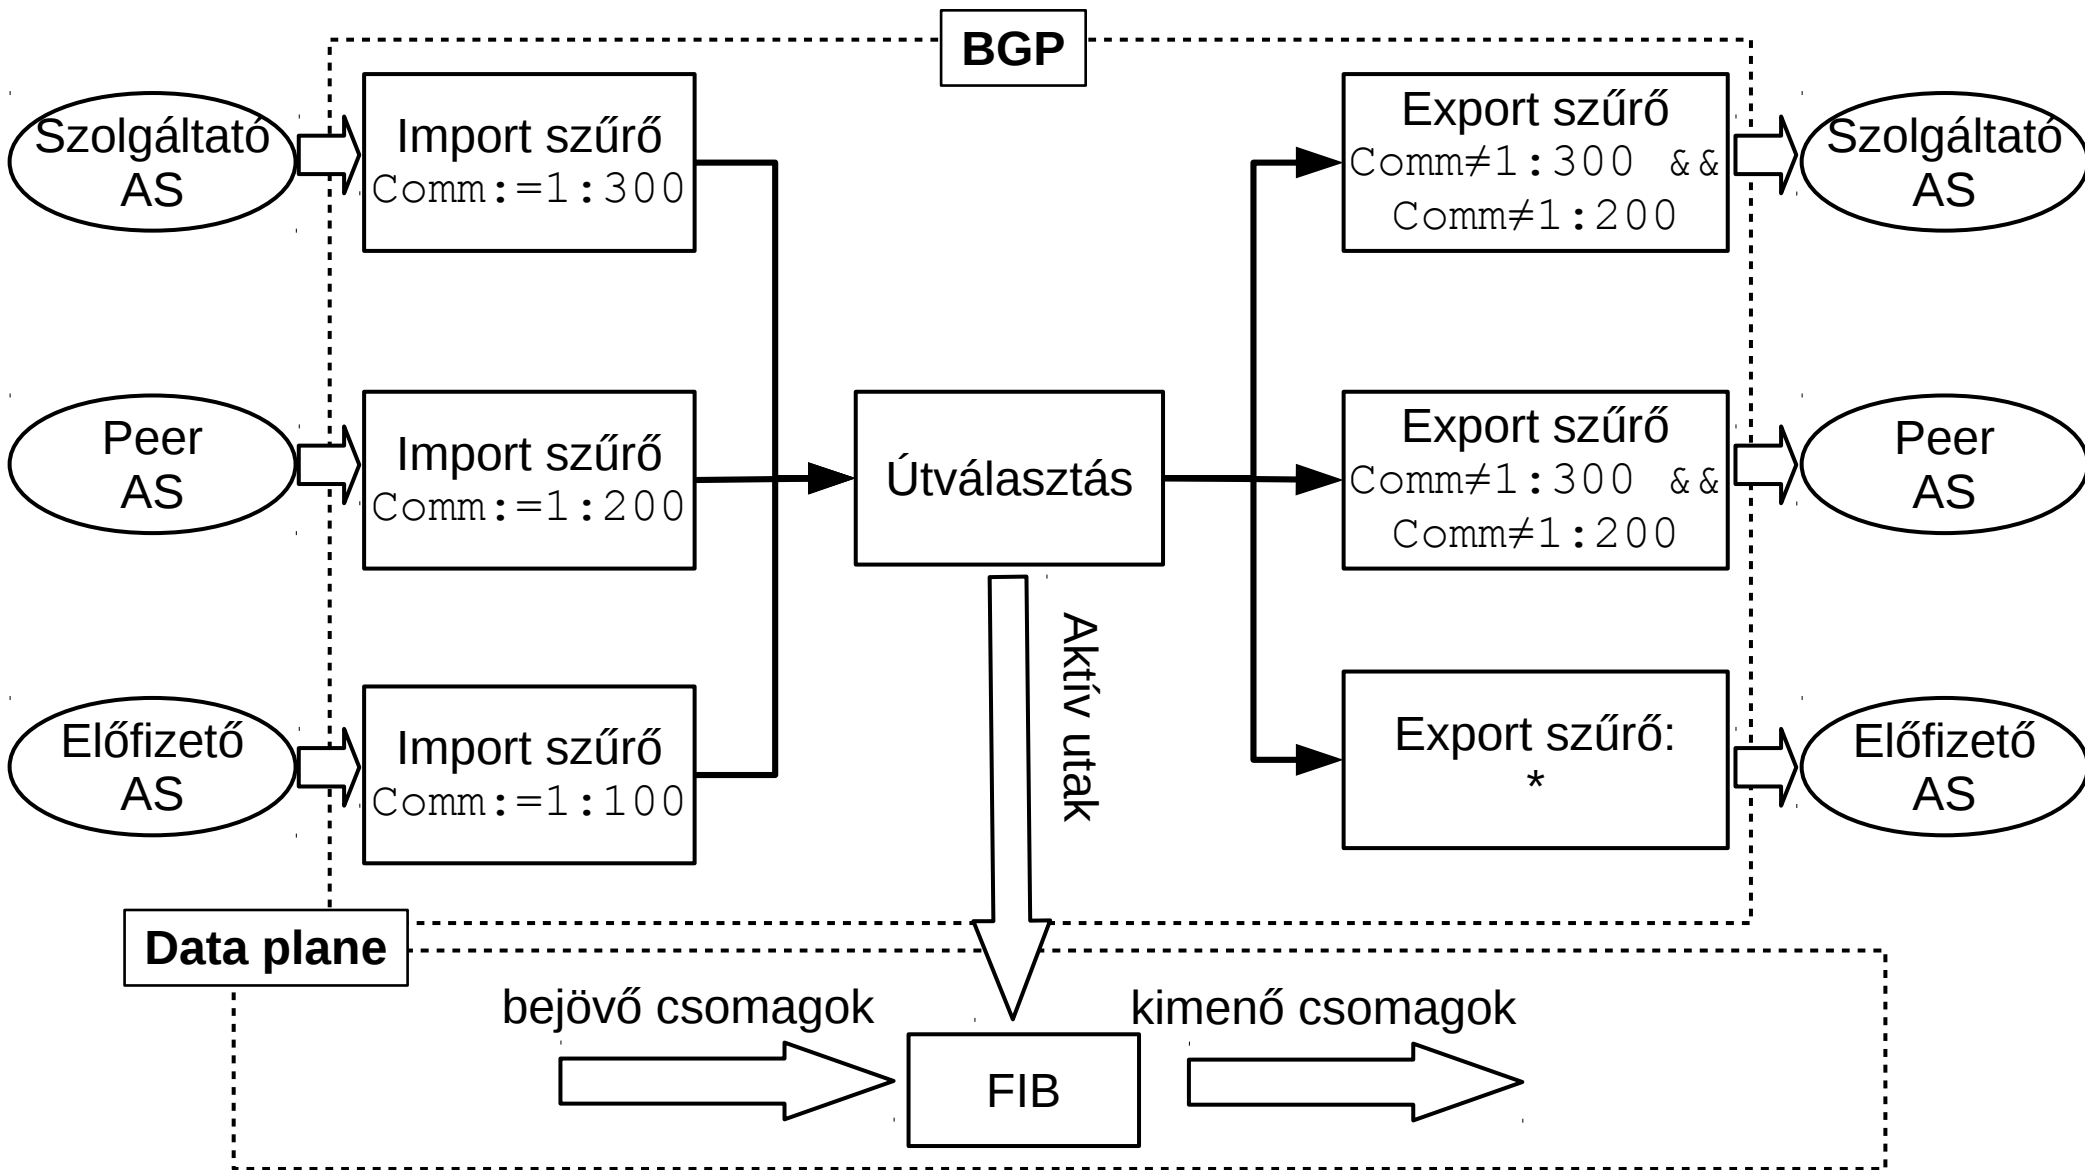 BGP
Szolgáltató
AS
Import szűrő
Comm:=1:300
Export szűrő
Comm≠1:300 &&
Comm≠1:200
Szolgáltató
AS
Peer
AS
Import szűrő
Comm:=1:200
Útválasztás
Export szűrő
Comm≠1:300 &&
Comm≠1:200
Peer
AS
Aktív utak
Előfizető
AS
Import szűrő
Comm:=1:100
Export szűrő:
*
Előfizető
AS
Data plane
bejövő csomagok
FIB
kimenő csomagok